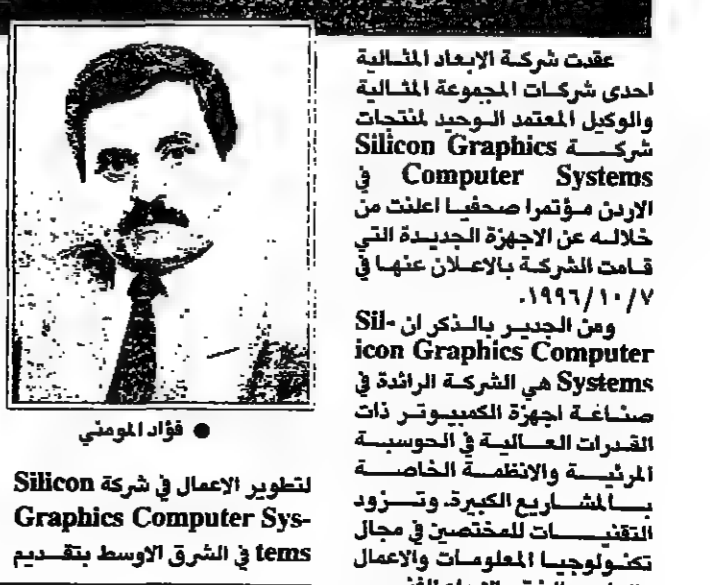 عقدت شركة الابعاد المثالية
احدى شركات المجموعة المثالية
والوكيل المعتمد الوحيد لمنتجات
شركة Silicon Graphics
Computer Systems في
الاردن مؤتمرا صحفيا اعلنت من
خلاله عن الاجهزة الجديدة التي
قامت الشركة بالاعلان عنها في
١٩٩٦/١٠/٧.
ومن الجدير بالذكر ان Sil-
icon Graphics Computer
Systems هي الشركة الرائدة في
صناعة اجهزة الكمبيوتر ذات
القدرات العالية في الحوسبة
المرئية والانظمة الخاصة
بالمشاريع الكبيرة. وتزود
التقنيات للمختصين في مجال
تكنولوجيا المعلومات والاعمال
● فؤاد المومني
لتطوير الاعمال في شركة Silicon
Graphics Computer Sys-
tems في الشرق الاوسط بتقديم